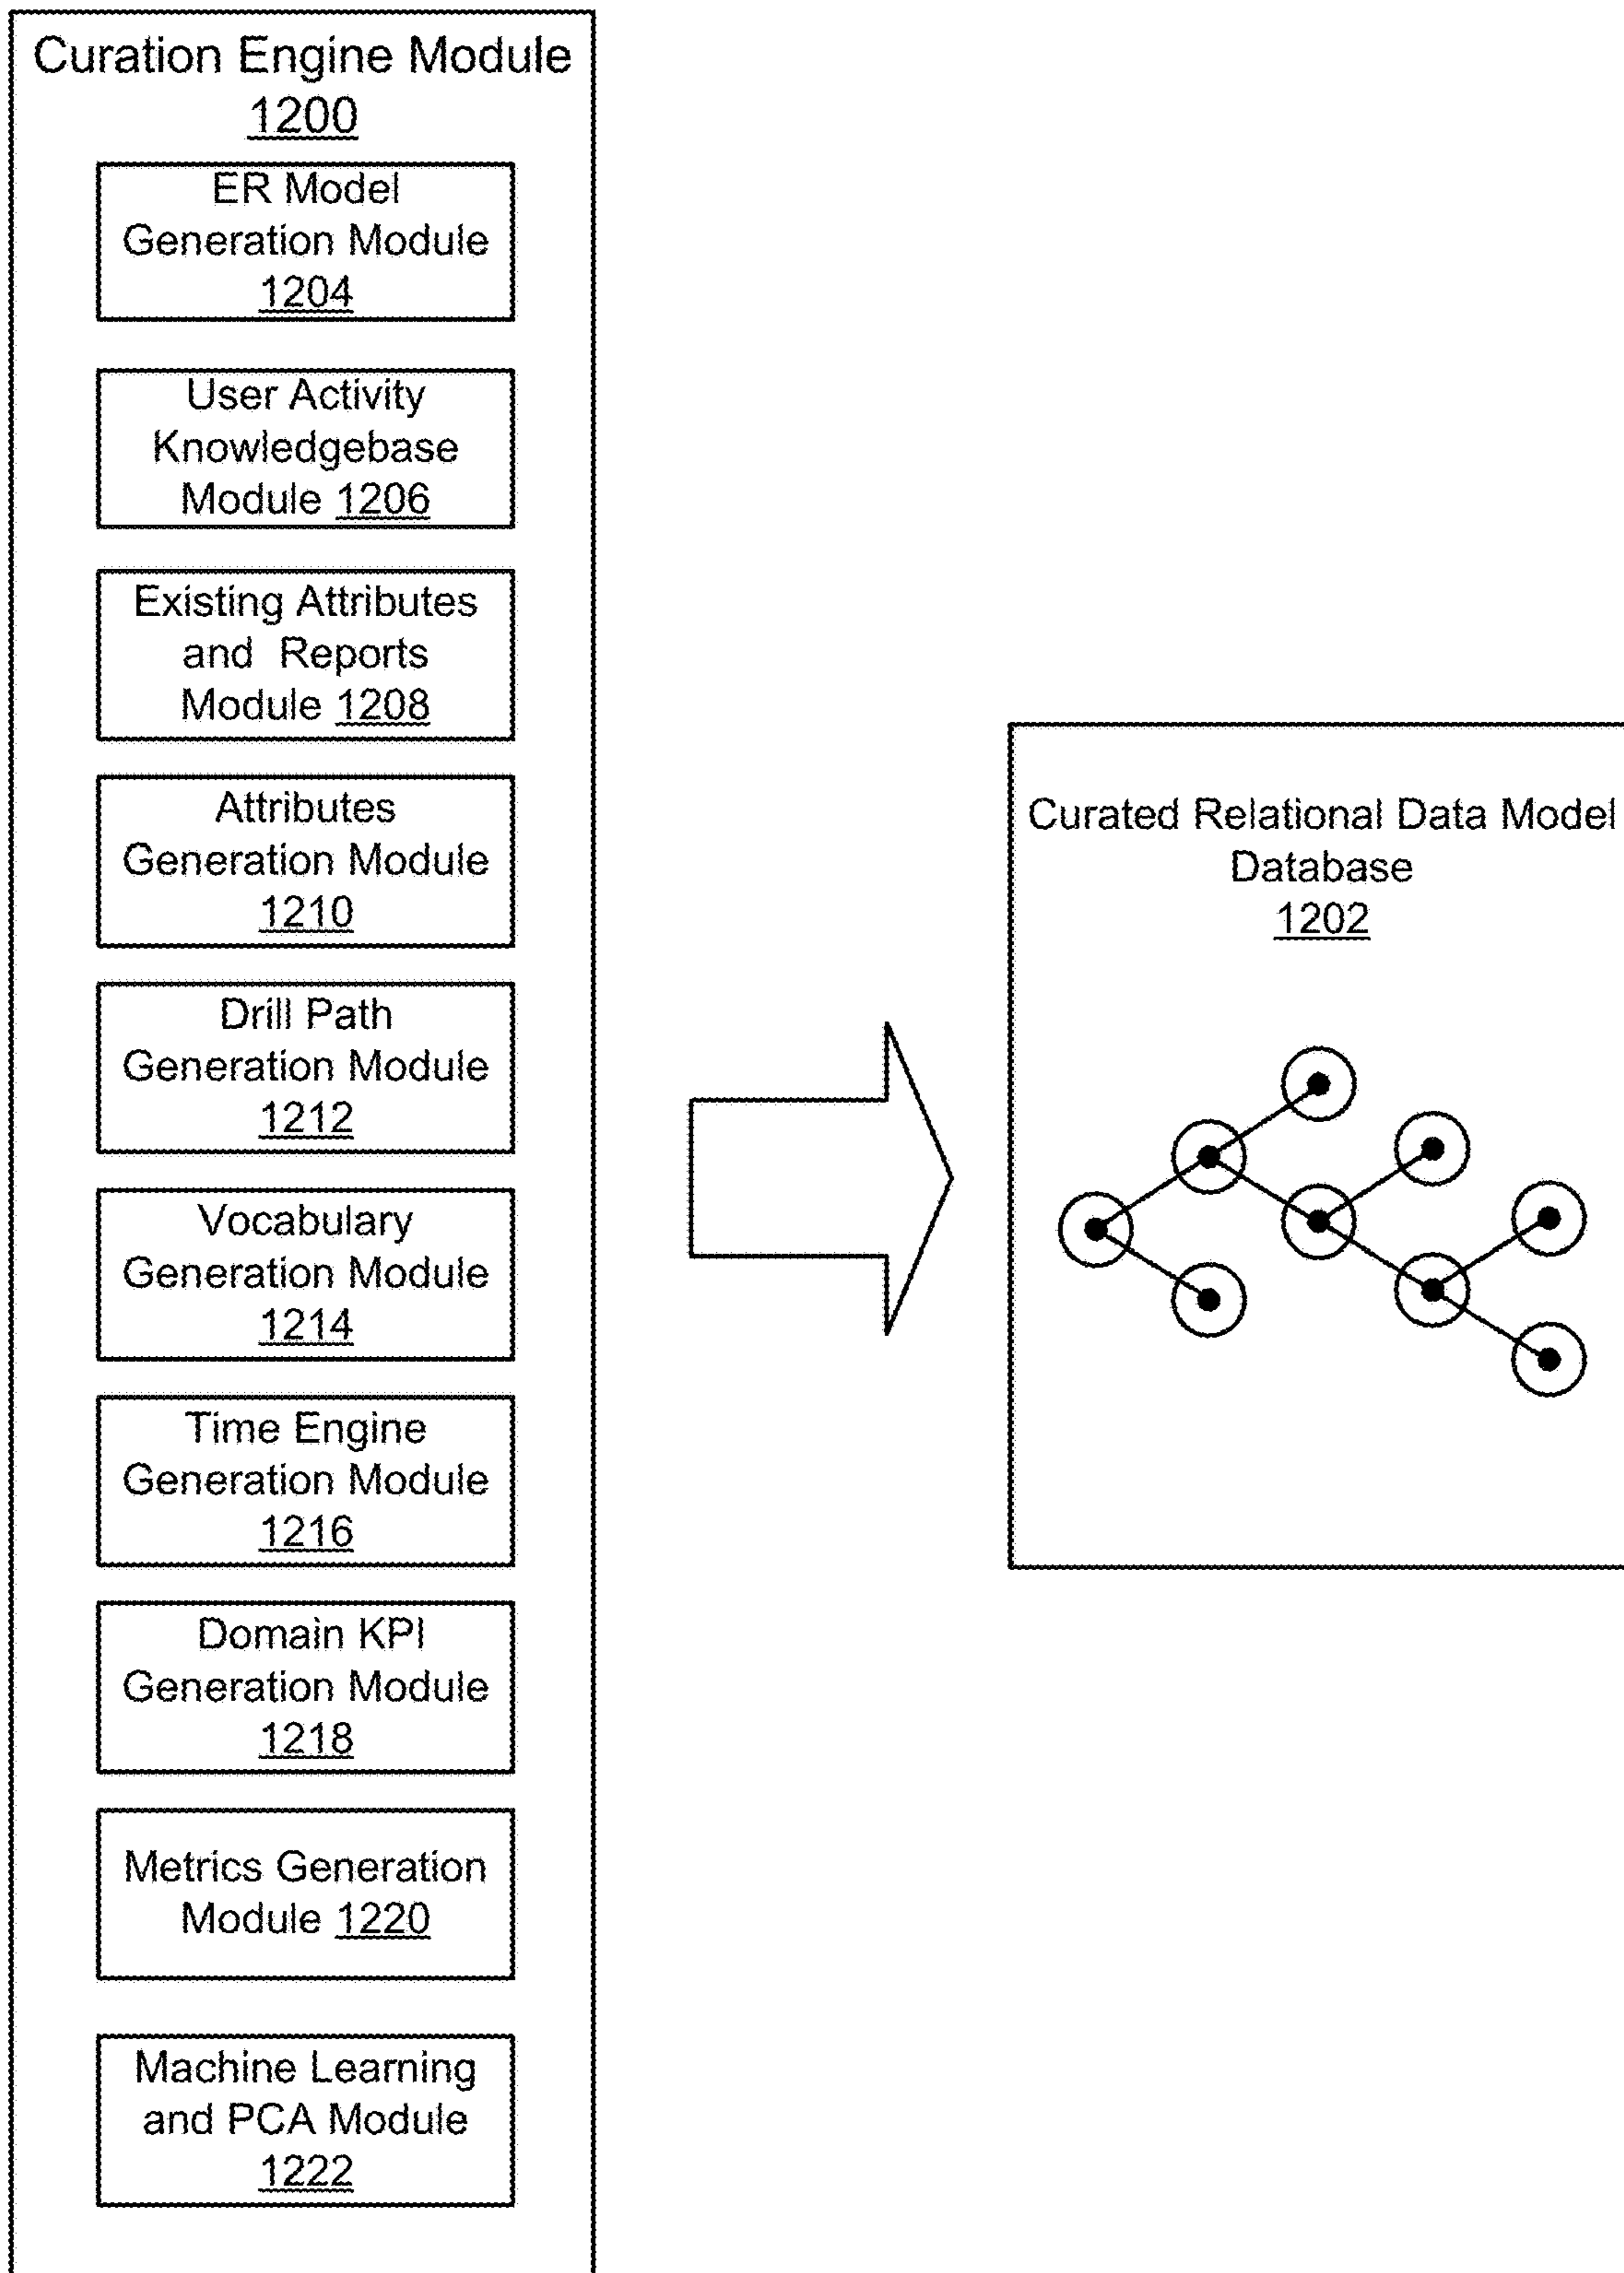 Curation Engine Module
1200
ER Model
Generation Module
1204
User Activity
Knowledgebase
Module 1206
Existing Attributes
and Reports
Module 1208
Attributes
Generation Module
1210
Drill Path
Generation Module
1212
Vocabulary
Generation Module
1214
Time Engine
Generation Module
1216
Domain KPI
Generation Module
1218
Metrics Generation
Module 1220
Machine Learning
and PCA Module
1222
Curated Relational Data Model
Database
1202